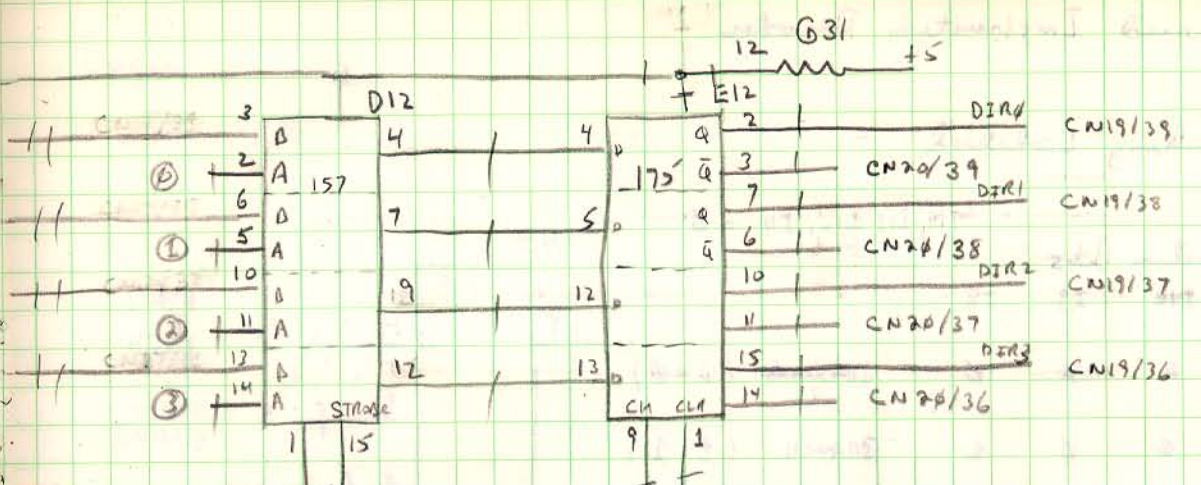 12 G31 +5
D12 E12
3 B 4 4 D Q 2 DIRØ CN19/39
Ø 2 A 157 175 Q̄ 3 CN2Ø/39
6 B 7 5 D Q 7 DIR1 CN19/38
1 5 A Q̄ 6 CN2Ø/38
10 B 9 12 D 10 DIR2 CN19/37
2 11 A 11 CN2Ø/37
13 B 12 13 D 15 DIR3 CN19/36
3 14 A 14 CN2Ø/36
STROBE CLK CLR
1 15 9 1